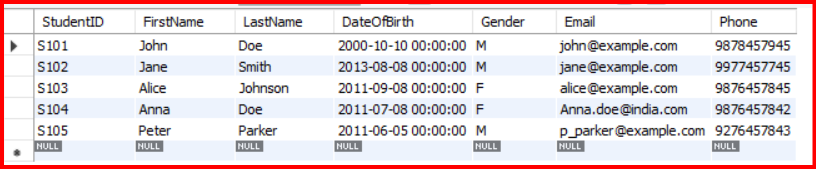 StudentID FirstName LastName DateOfBirth Gender Email Phone
S101 John Doe 2000-10-10 00:00:00 M john@example.com 9878457945
S102 Jane Smith 2013-08-08 00:00:00 M jane@example.com 9977457745
S103 Alice Johnson 2011-09-08 00:00:00 F alice@example.com 9876457845
S104 Anna Doe 2011-07-08 00:00:00 F Anna.doe@india.com 9876457842
S105 Peter Parker 2011-06-05 00:00:00 M p_parker@example.com 9276457843
NULL NULL NULL NULL NULL NULL NULL